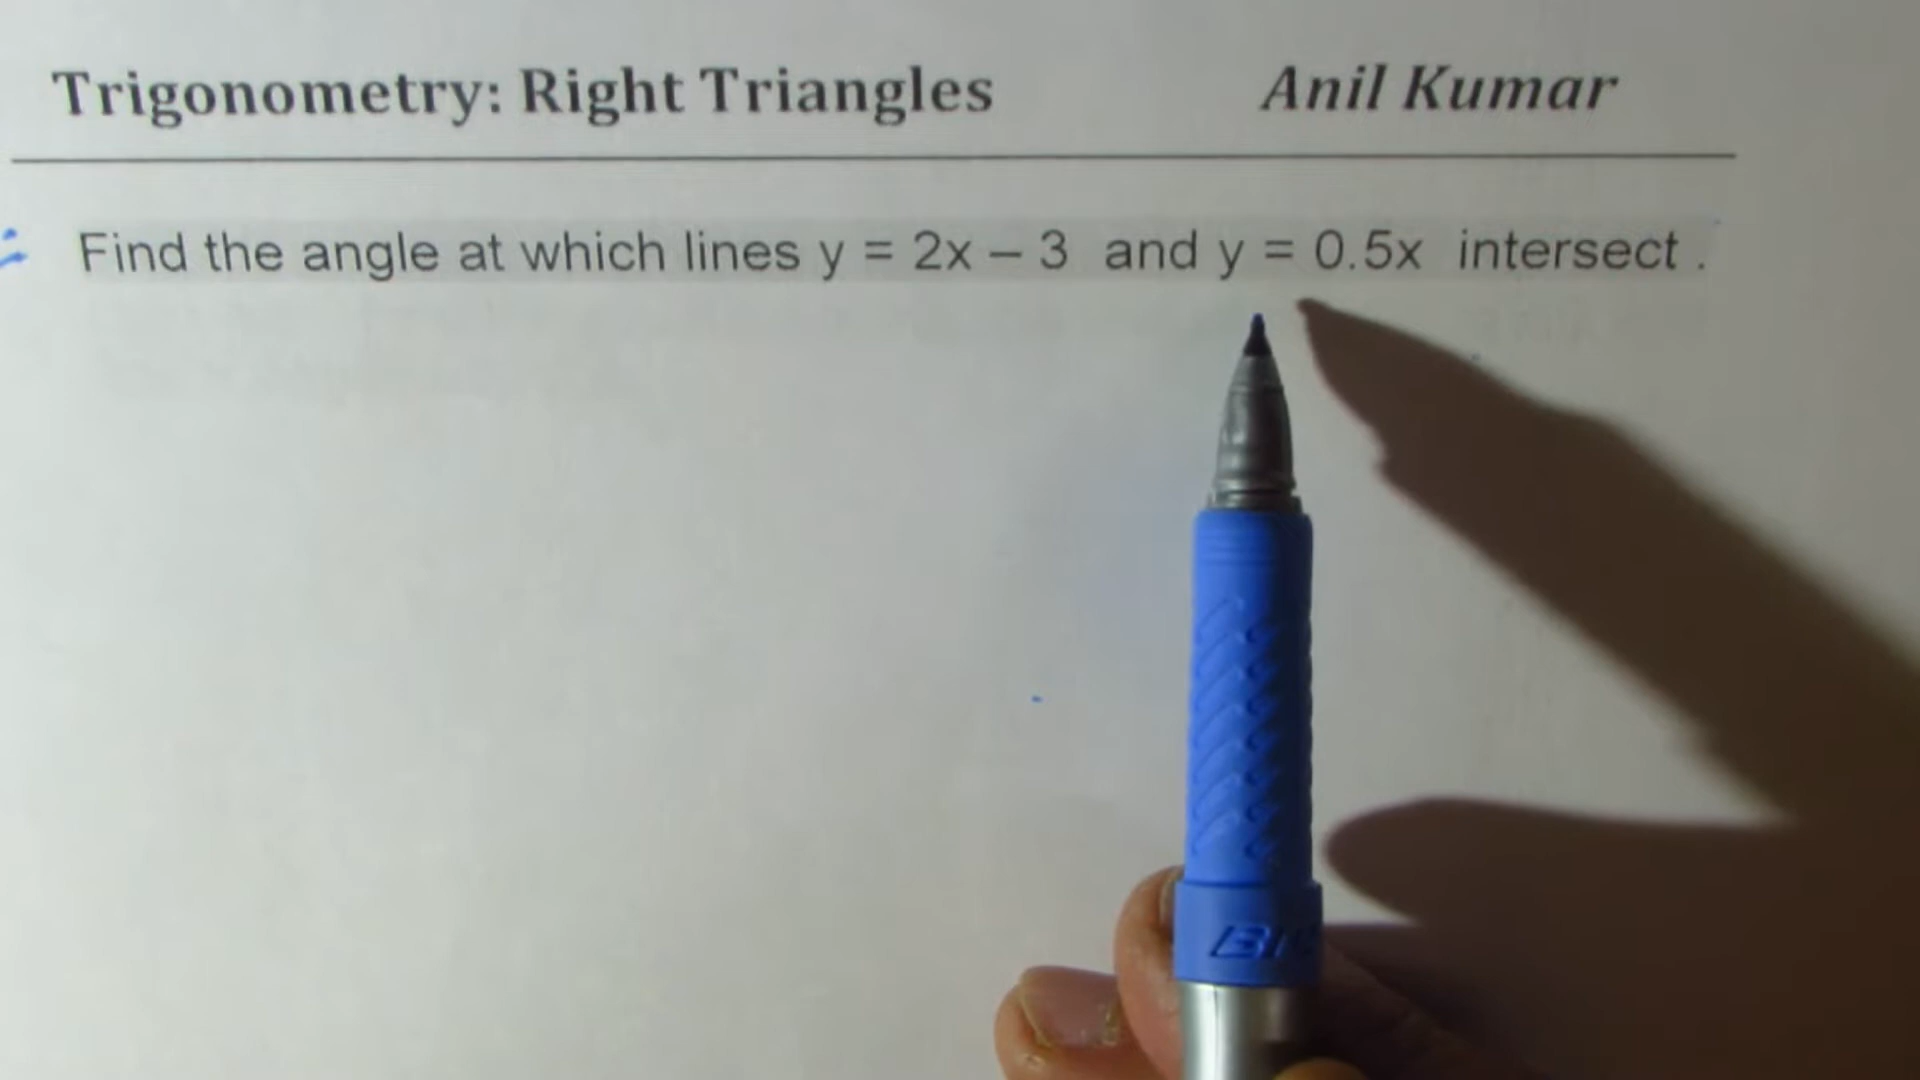 Trigonometry: Right Triangles Anil Kumar
Find the angle at which lines y = 2x – 3 and y = 0.5x intersect .